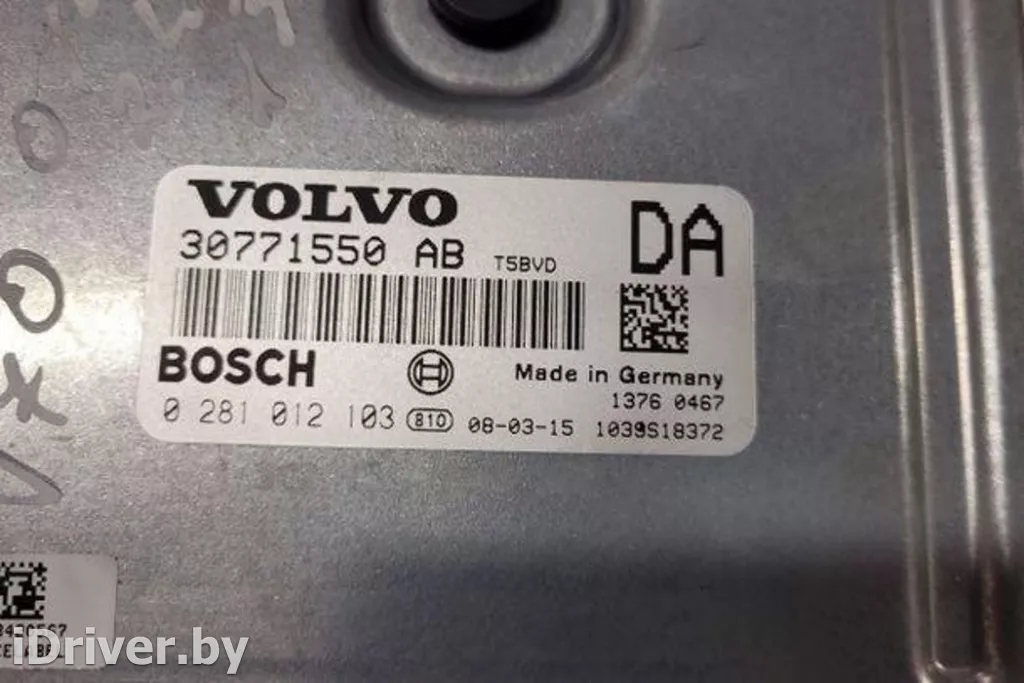 VOLVO
30771550 AB T5BVD
DA
BOSCH
Made in Germany
1376 0467
0 281 012 103 810 08-03-15 1039S18372
iDriver.by